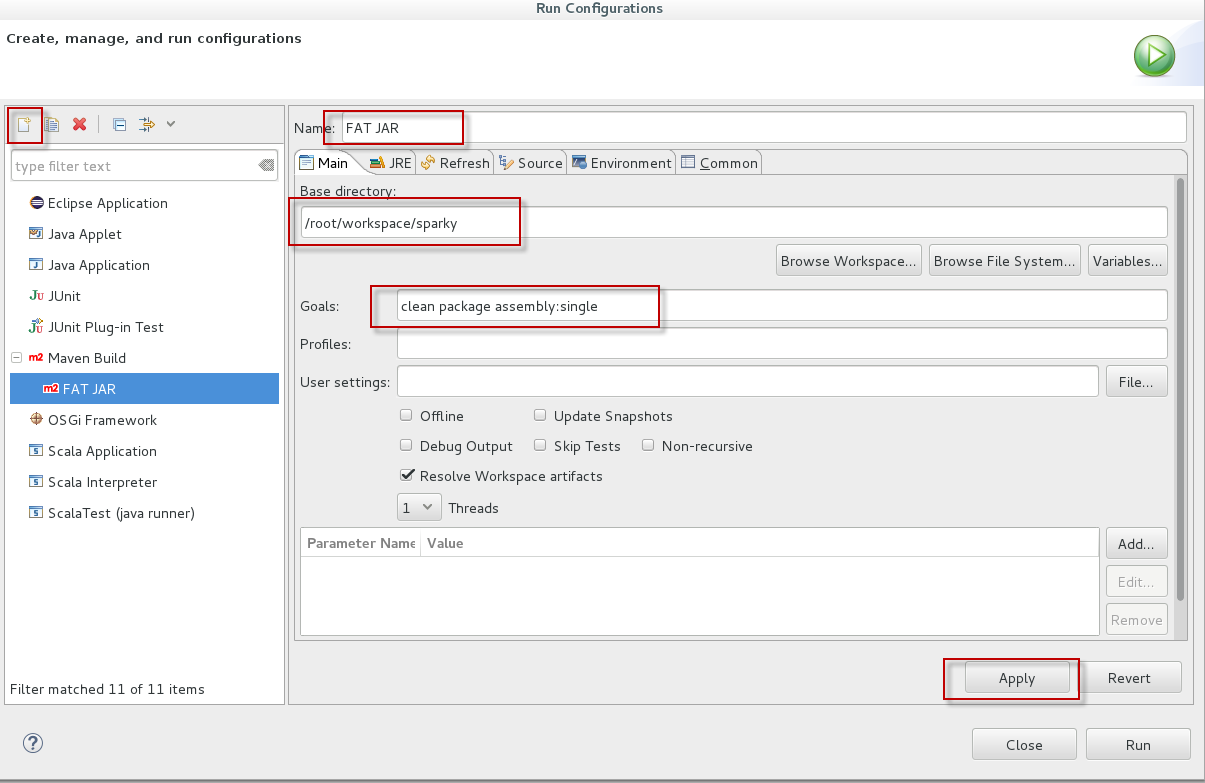 Run Configurations
Create, manage, and run configurations
type filter text
Eclipse Application
Java Applet
Java Application
Ju JUnit
JU JUnit Plug-in Test
m2 Maven Build
m2 FAT JAR
OSGi Framework
Scala Application
Scala Interpreter
ScalaTest (java runner)
Filter matched 11 of 11 items
Name: FAT JAR
Main JRE Refresh Source Environment Common
Base directory:
/root/workspace/sparky
Browse Workspace... Browse File System... Variables...
Goals: clean package assembly:single
Profiles:
User settings: File...
Offline Update Snapshots
Debug Output Skip Tests Non-recursive
Resolve Workspace artifacts
1 Threads
Parameter Name Value
Add...
Edit...
Remove
Apply Revert
? Close Run